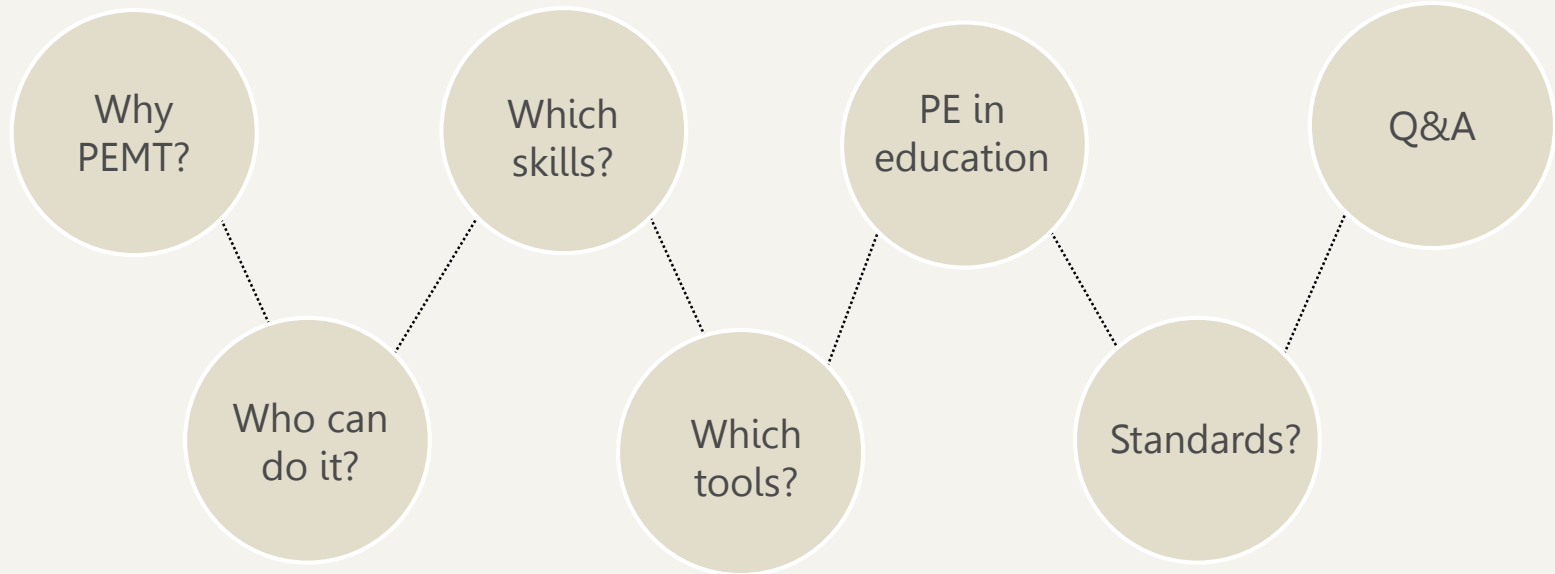 Why
PEMT?
Who can
do it?
Which
skills?
Which
tools?
PE in
education
Standards?
Q&A